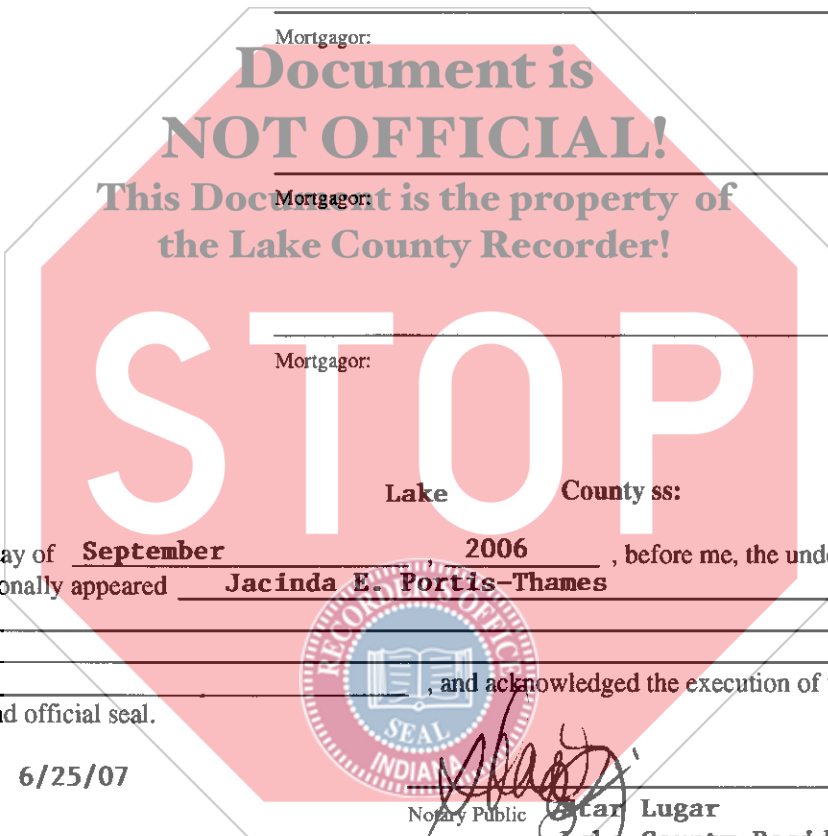 Mortgagor:
Document is
NOT OFFICIAL!
Mortgagor:
This Document is the property of
the Lake County Recorder!
STOP
Mortgagor:
Lake County ss:
ay of September , 2006 , before me, the unde
onally appeared Jacinda E. Portis-Thames
, and acknowledged the execution of
d official seal.
RECORDER'S OFFICE
SEAL
INDIANA
6/25/07
Notary Public Star Lugar